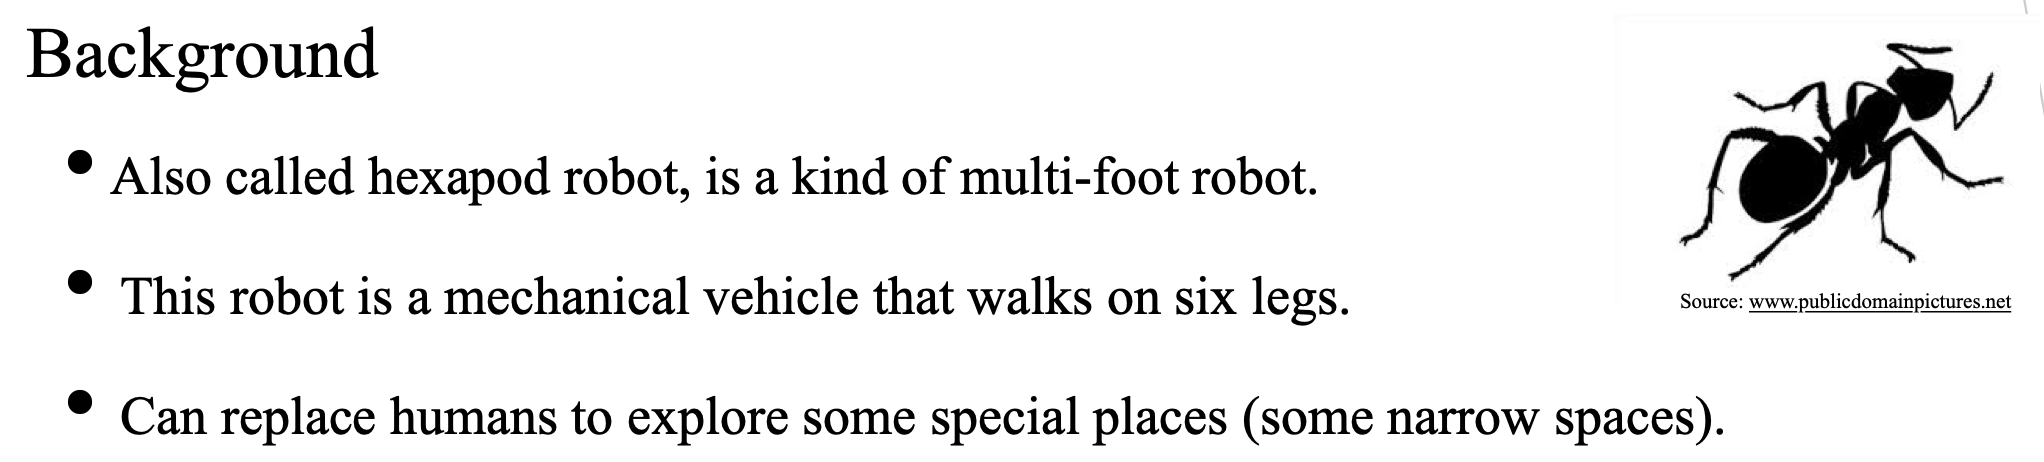 Background
• Also called hexapod robot, is a kind of multi-foot robot.
• This robot is a mechanical vehicle that walks on six legs.
Source: www.publicdomainpictures.net
• Can replace humans to explore some special places (some narrow spaces).